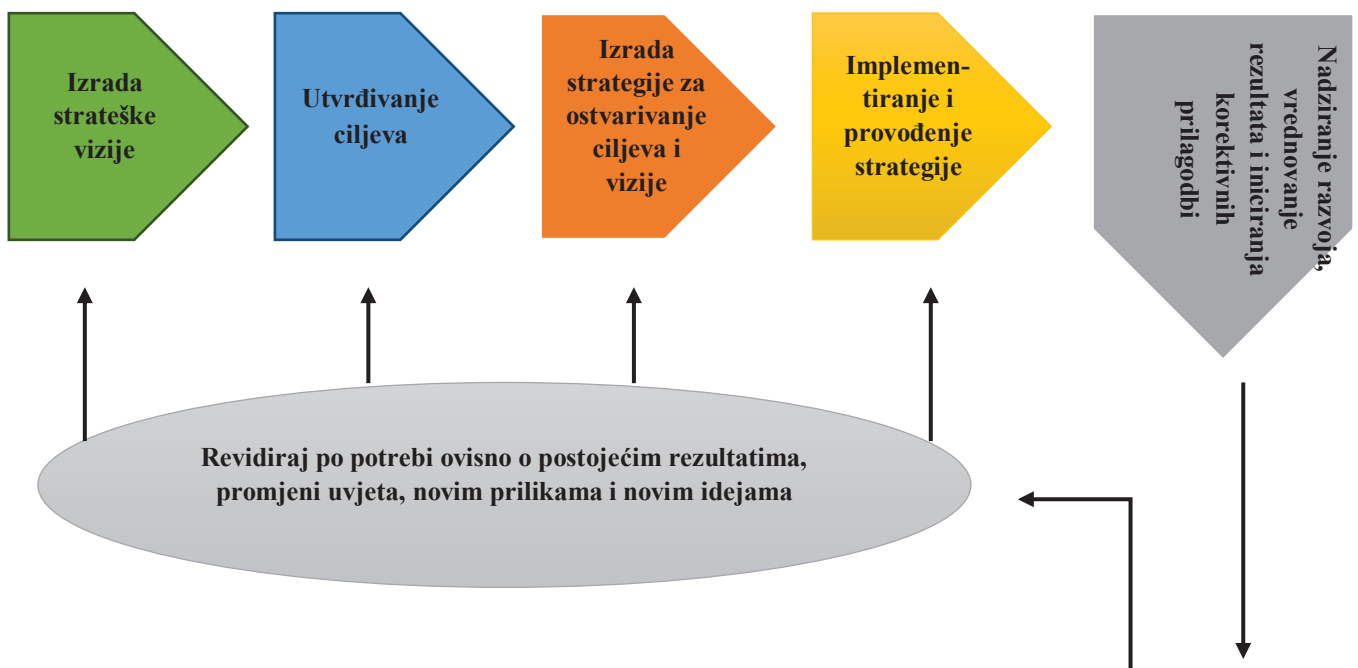 Izrada
strateške
vizije
Utvrđivanje
ciljeva
Izrada
strategije za
ostvarivanje
ciljeva i
vizije
Implemen-
tiranje i
provođenje
strategije
Nadziranje razvoja,
vrednovanje
rezultata i iniciranja
korektivnih
prilagodbi
Revidiraj po potrebi ovisno o postojećim rezultatima,
promjeni uvjeta, novim prilikama i novim idejama